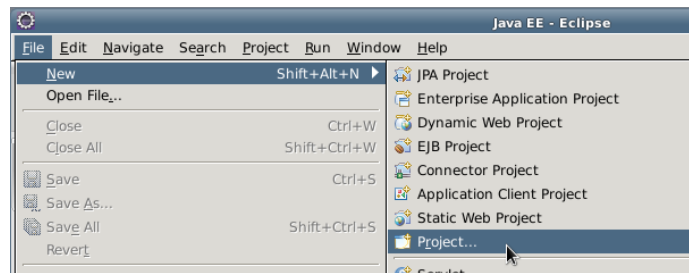 Java EE - Eclipse
File Edit Navigate Search Project Run Window Help
New Shift+Alt+N
Open File...
Close Ctrl+W
Close All Shift+Ctrl+W
Save Ctrl+S
Save As...
Save All Shift+Ctrl+S
Revert
JPA Project
Enterprise Application Project
Dynamic Web Project
EJB Project
Connector Project
Application Client Project
Static Web Project
Project...
Servlet